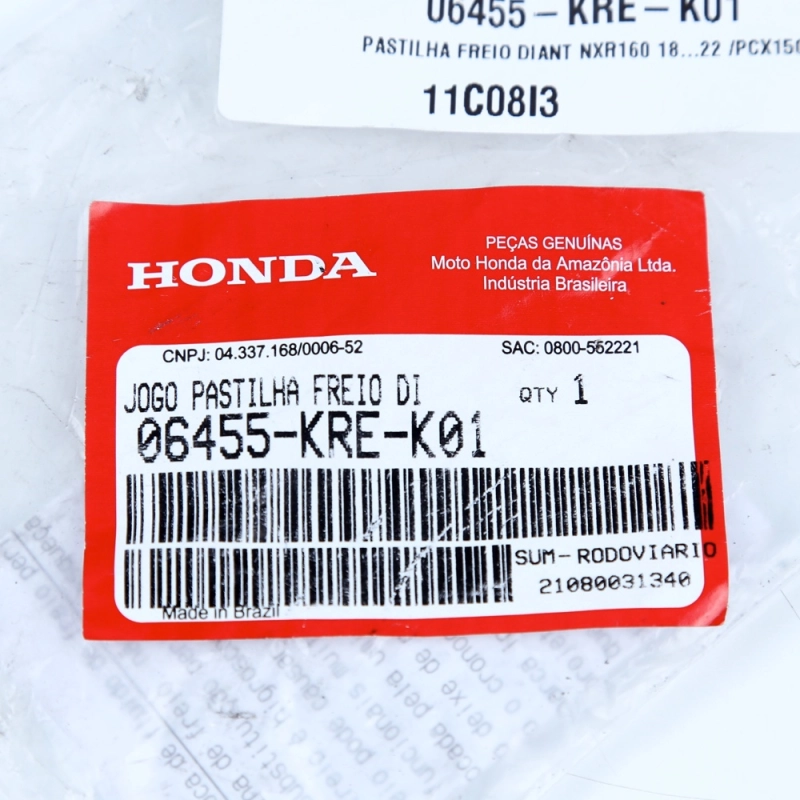 06455-KRE-K01
PASTILHA FREIO DIANT NXR160 18...22 /PCX150
11C08I3
HONDA
PEÇAS GENUÍNAS
Moto Honda da Amazônia Ltda.
Indústria Brasileira
CNPJ: 04.337.168/0006-52
SAC: 0800-552221
JOGO PASTILHA FREIO DI
QTY 1
06455-KRE-K01
SUM-RODOVIARIO
21080031340
Made in Brazil